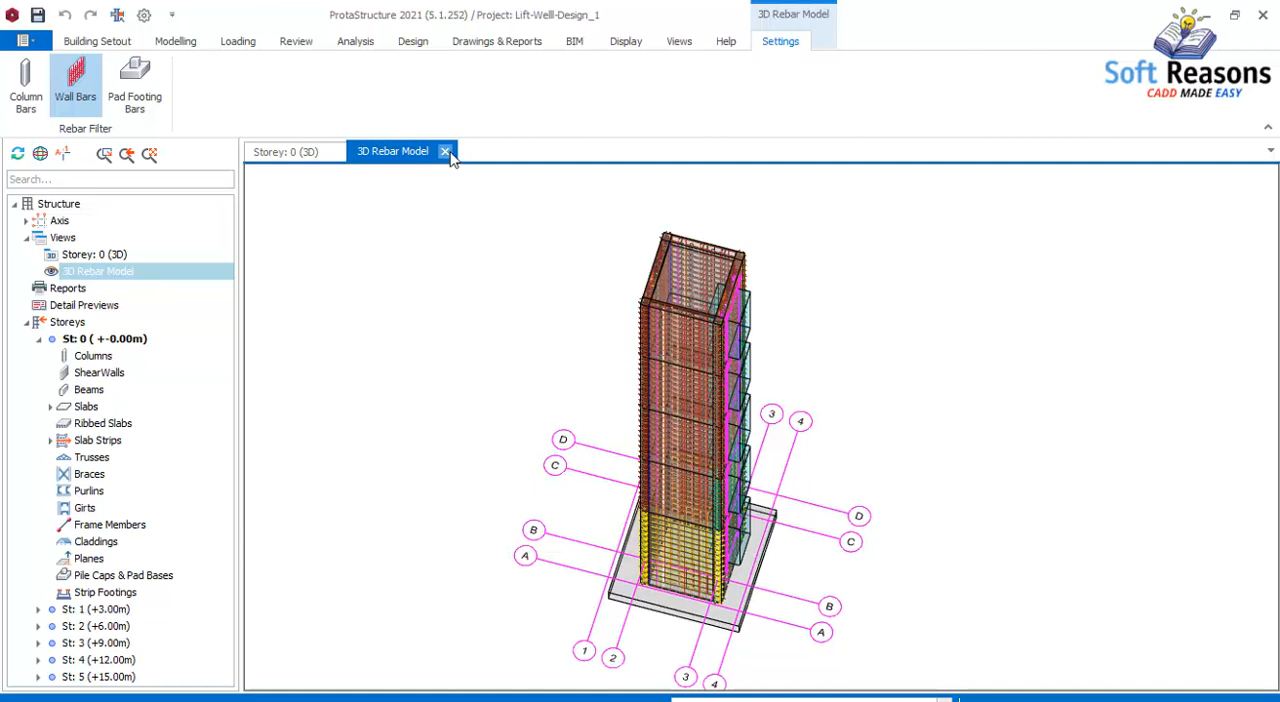 ProtaStructure 2021 (5.1.252) / Project: Lift-Welll-Design_1
3D Rebar Model
Building Setout Modelling Loading Review Analysis Design Drawings & Reports BIM Display Views Help Settings
Soft Reasons
CADD MADE EASY
Column Bars
Wall Bars
Pad Footing Bars
Rebar Filter
Storey: 0 (3D)
3D Rebar Model
Search...
Structure
Axis
Views
3D Storey: 0 (3D)
3D Rebar Model
Reports
Detail Previews
Storeys
St: 0 ( +-0.00m)
Columns
ShearWalls
Beams
Slabs
Ribbed Slabs
Slab Strips
Trusses
Braces
Purlins
Girts
Frame Members
Claddings
Planes
Pile Caps & Pad Bases
Strip Footings
St: 1 (+3.00m)
St: 2 (+6.00m)
St: 3 (+9.00m)
St: 4 (+12.00m)
St: 5 (+15.00m)
3 4
D
C
B
A
D
C
B
A
1 2 3 4